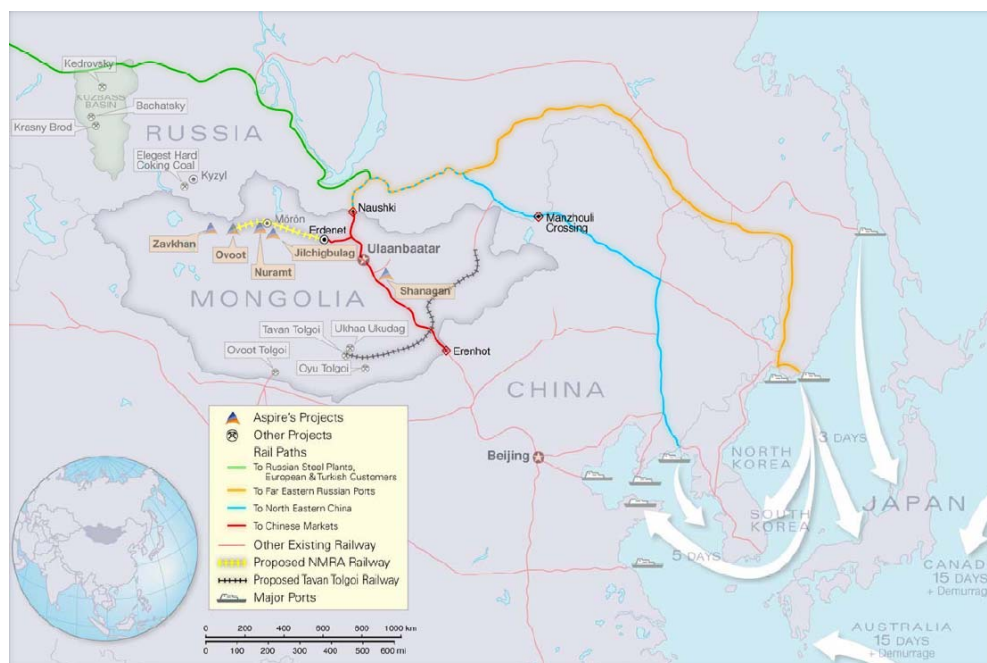 Kedrovsky
KUZBASS
BASIN
Bachatsky
Krasny Brod
RUSSIA
Elegest Hard
Coking Coal
Kyzyl
Naushki
Mörön
Erdenet
Manzhouli
Crossing
Zavkhan
Ovoot
Jilchigbulag
Ulaanbaatar
Nuramt
Shanagan
MONGOLIA
Tavan Tolgoi
Ukhaa Ukudag
Ovoot Tolgoi
Oyu Tolgoi
Erenhot
CHINA
Beijing
NORTH
KOREA
3 DAYS
SOUTH
KOREA
JAPAN
5 DAYS
CANADA
15 DAYS
+ Demurrage
AUSTRALIA
15 DAYS
+ Demurrage
Aspire's Projects
Other Projects
Rail Paths
To Russian Steel Plants,
European & Turkish Customers
To Far Eastern Russian Ports
To North Eastern China
To Chinese Markets
Other Existing Railway
Proposed NMRA Railway
Proposed Tavan Tolgoi Railway
Major Ports
0 200 400 600 800 1000 km
0 200 400 600 mi